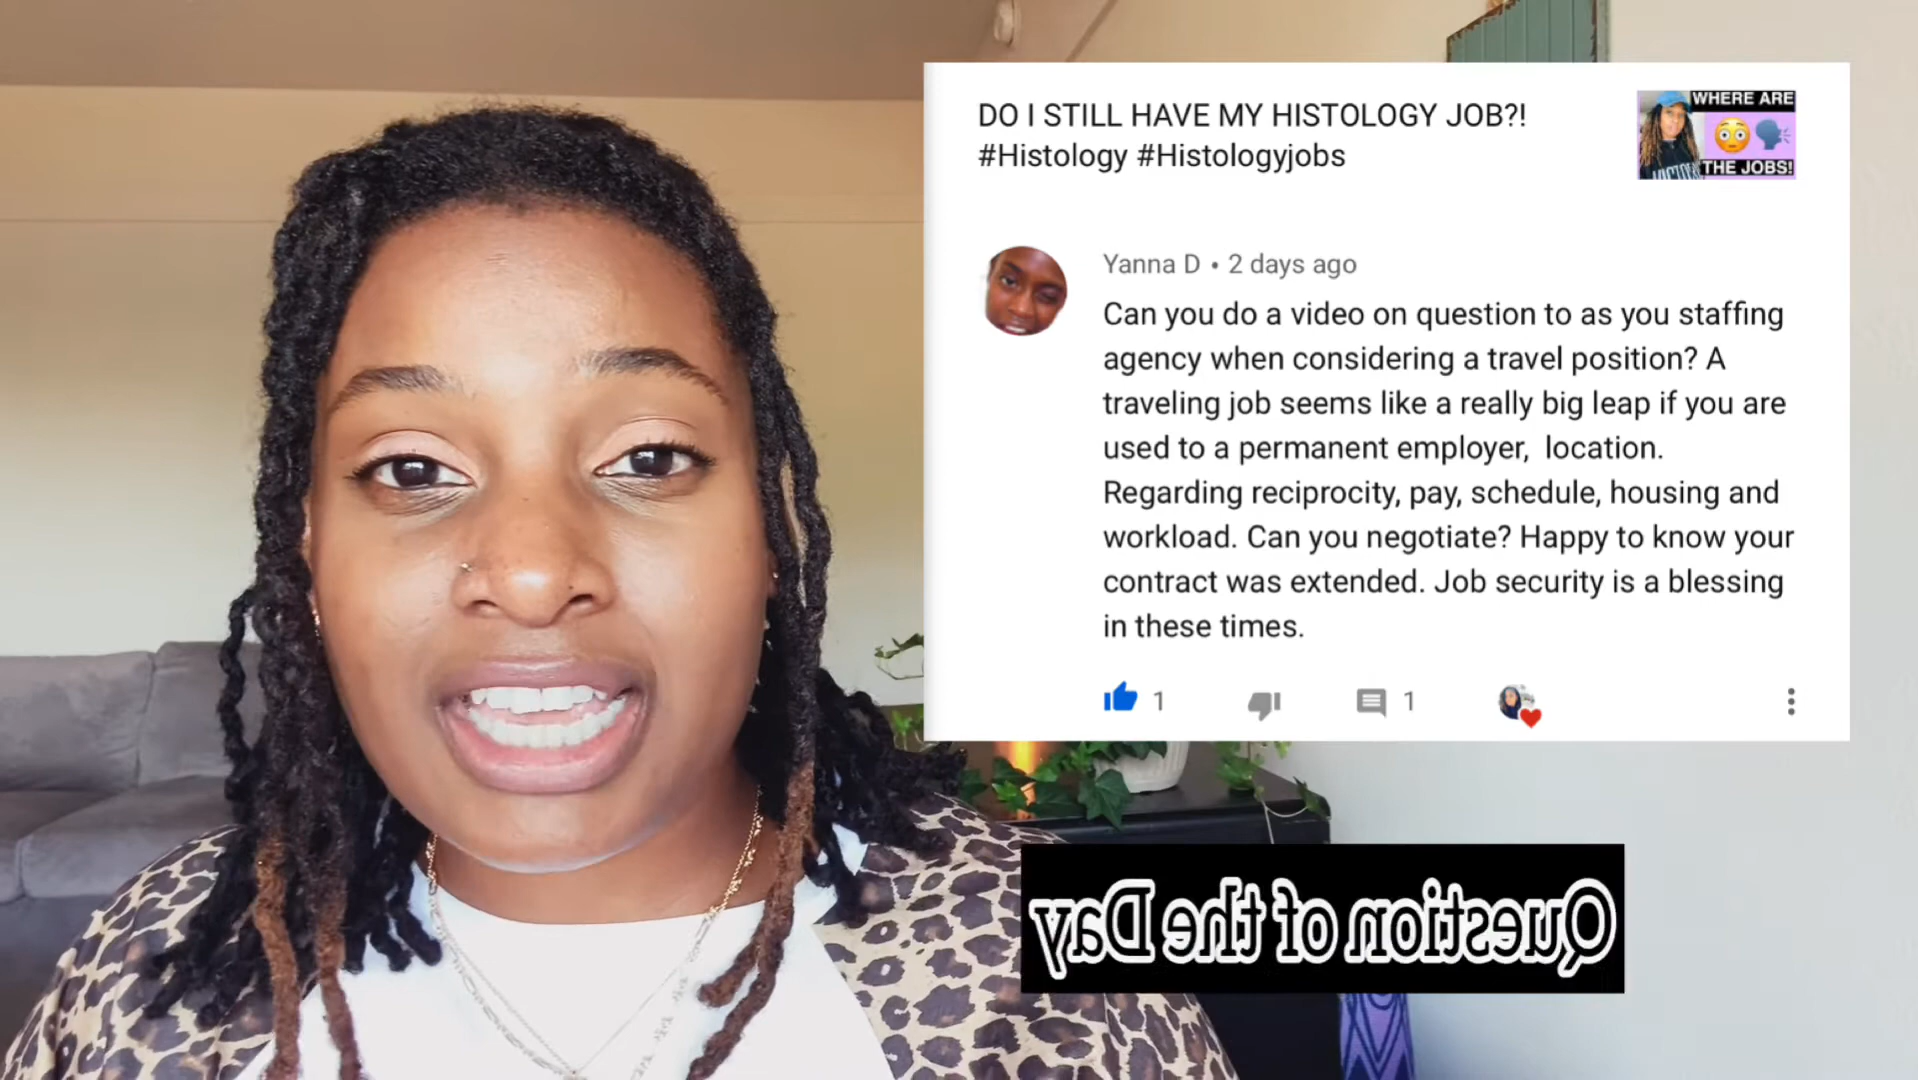 DO I STILL HAVE MY HISTOLOGY JOB?!
#Histology #Histologyjobs
WHERE ARE
THE JOBS!
Yanna D • 2 days ago
Can you do a video on question to as you staffing
agency when considering a travel position? A
traveling job seems like a really big leap if you are
used to a permanent employer,  location.
Regarding reciprocity, pay, schedule, housing and
workload. Can you negotiate? Happy to know your
contract was extended. Job security is a blessing
in these times.
1
1
Question of the Day